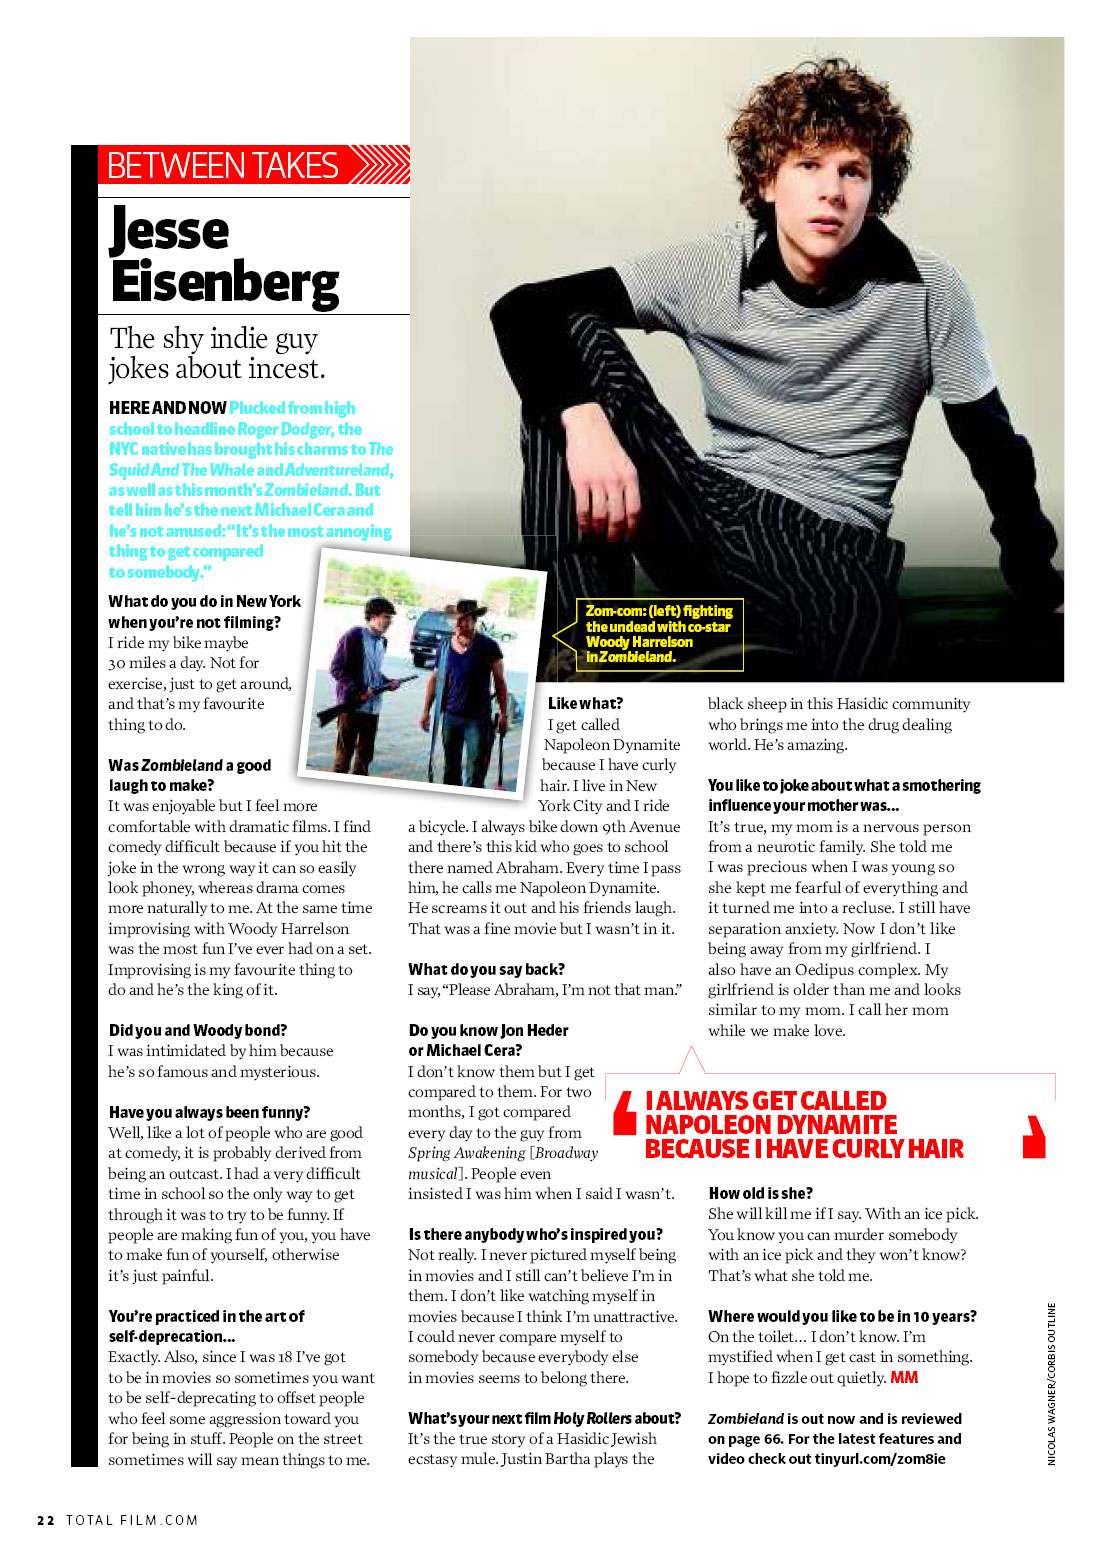 BETWEEN TAKES
Jesse
Eisenberg
The shy indie guy
jokes about incest.
HERE AND NOW Plucked from high
school to headline Roger Dodger, the
NYC native has brought his charms to The
Squid And The Whale and Adventureland,
as well as this month's Zombieland. But
tell him he's the next Michael Cera and
he's not amused: “It's the most annoying
thing to get compared
to somebody.”
What do you do in New York
when you're not filming?
I ride my bike maybe
30 miles a day. Not for
exercise, just to get around,
and that's my favourite
thing to do.
Was Zombieland a good
laugh to make?
It was enjoyable but I feel more
comfortable with dramatic films. I find
comedy difficult because if you hit the
joke in the wrong way it can so easily
look phoney, whereas drama comes
more naturally to me. At the same time
improvising with Woody Harrelson
was the most fun I've ever had on a set.
Improvising is my favourite thing to
do and he's the king of it.
Did you and Woody bond?
I was intimidated by him because
he's so famous and mysterious.
Have you always been funny?
Well, like a lot of people who are good
at comedy, it is probably derived from
being an outcast. I had a very difficult
time in school so the only way to get
through it was to try to be funny. If
people are making fun of you, you have
to make fun of yourself, otherwise
it's just painful.
You're practiced in the art of
self-deprecation...
Exactly. Also, since I was 18 I've got
to be in movies so sometimes you want
to be self-deprecating to offset people
who feel some aggression toward you
for being in stuff. People on the street
sometimes will say mean things to me.
Zom-com: (left) fighting
the undead with co-star
Woody Harrelson
in Zombieland.
Like what?
I get called
Napoleon Dynamite
because I have curly
hair. I live in New
York City and I ride
a bicycle. I always bike down 9th Avenue
and there's this kid who goes to school
there named Abraham. Every time I pass
him, he calls me Napoleon Dynamite.
He screams it out and his friends laugh.
That was a fine movie but I wasn't in it.
What do you say back?
I say, “Please Abraham, I'm not that man.”
Do you know Jon Heder
or Michael Cera?
I don't know them but I get
compared to them. For two
months, I got compared
every day to the guy from
Spring Awakening [Broadway
musical]. People even
insisted I was him when I said I wasn't.
Is there anybody who's inspired you?
Not really. I never pictured myself being
in movies and I still can't believe I'm in
them. I don't like watching myself in
movies because I think I'm unattractive.
I could never compare myself to
somebody because everybody else
in movies seems to belong there.
What's your next film Holy Rollers about?
It's the true story of a Hasidic Jewish
ecstasy mule. Justin Bartha plays the
black sheep in this Hasidic community
who brings me into the drug dealing
world. He's amazing.
You like to joke about what a smothering
influence your mother was...
It's true, my mom is a nervous person
from a neurotic family. She told me
I was precious when I was young so
she kept me fearful of everything and
it turned me into a recluse. I still have
separation anxiety. Now I don't like
being away from my girlfriend. I
also have an Oedipus complex. My
girlfriend is older than me and looks
similar to my mom. I call her mom
while we make love.
‘I ALWAYS GET CALLED
NAPOLEON DYNAMITE
BECAUSE I HAVE CURLY HAIR’
How old is she?
She will kill me if I say. With an ice pick.
You know you can murder somebody
with an ice pick and they won't know?
That's what she told me.
Where would you like to be in 10 years?
On the toilet... I don't know. I'm
mystified when I get cast in something.
I hope to fizzle out quietly. MM
Zombieland is out now and is reviewed
on page 66. For the latest features and
video check out tinyurl.com/zom8ie
NICOLAS WAGNER/CORBIS OUTLINE
22 TOTAL FILM.COM